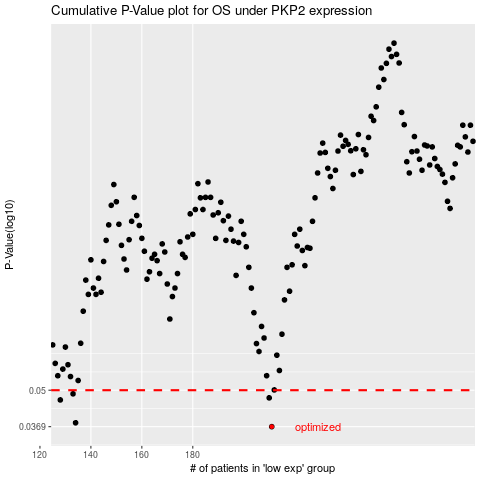 Cumulative P-Value plot for OS under PKP2 expression
P-Value(log10)
0.05
0.0369
optimized
120 140 160 180
# of patients in 'low exp' group